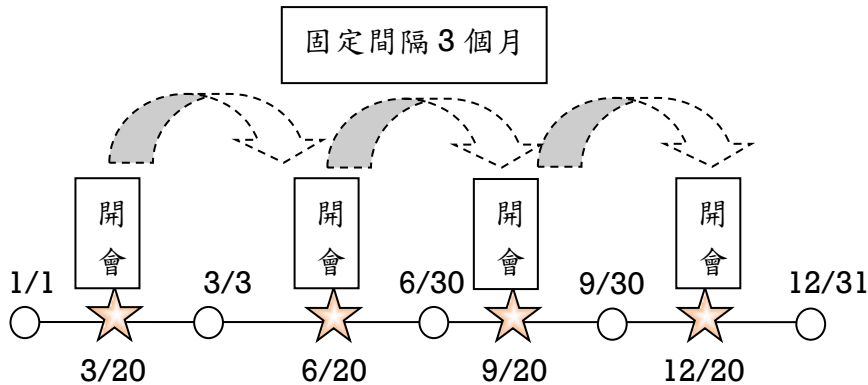 固定間隔 3 個月
開 開 開 開
會 會 會 會
1/1 3/3 6/30 9/30 12/31
3/20 6/20 9/20 12/20